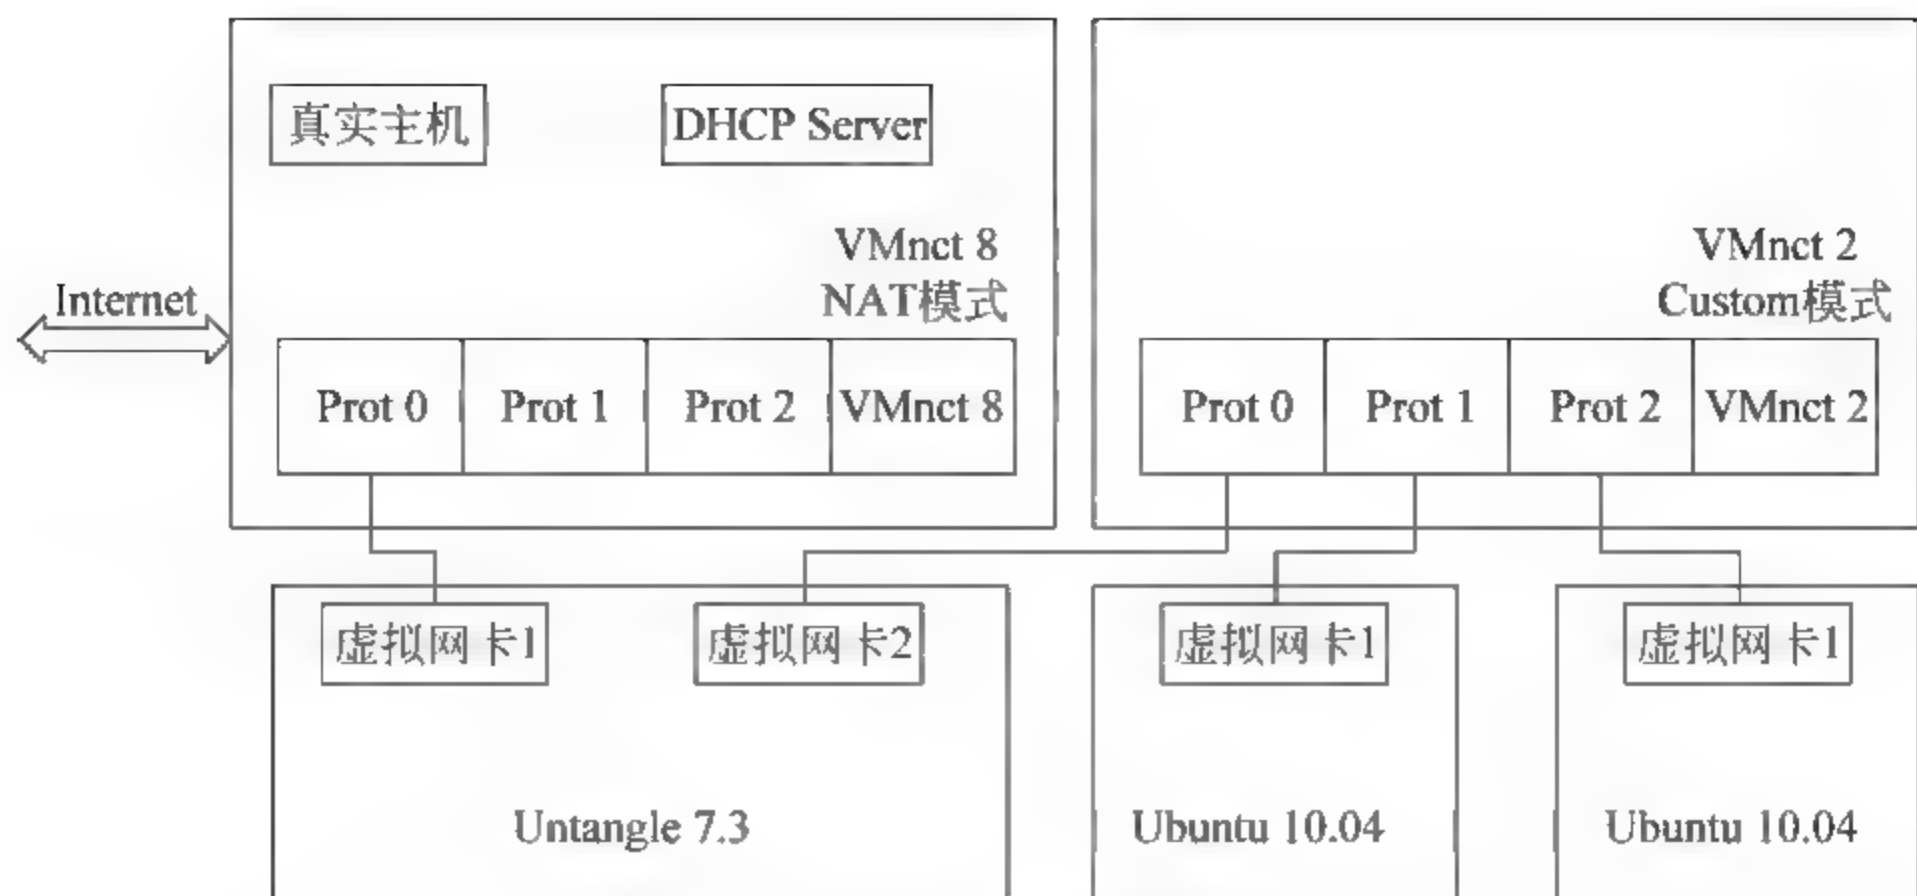 真实主机
DHCP Server
VMnct 8
NAT模式
Internet
Prot 0
Prot 1
Prot 2
VMnct 8
VMnct 2
Custom模式
Prot 0
Prot 1
Prot 2
VMnct 2
虚拟网卡1
虚拟网卡2
虚拟网卡1
虚拟网卡1
Untangle 7.3
Ubuntu 10.04
Ubuntu 10.04